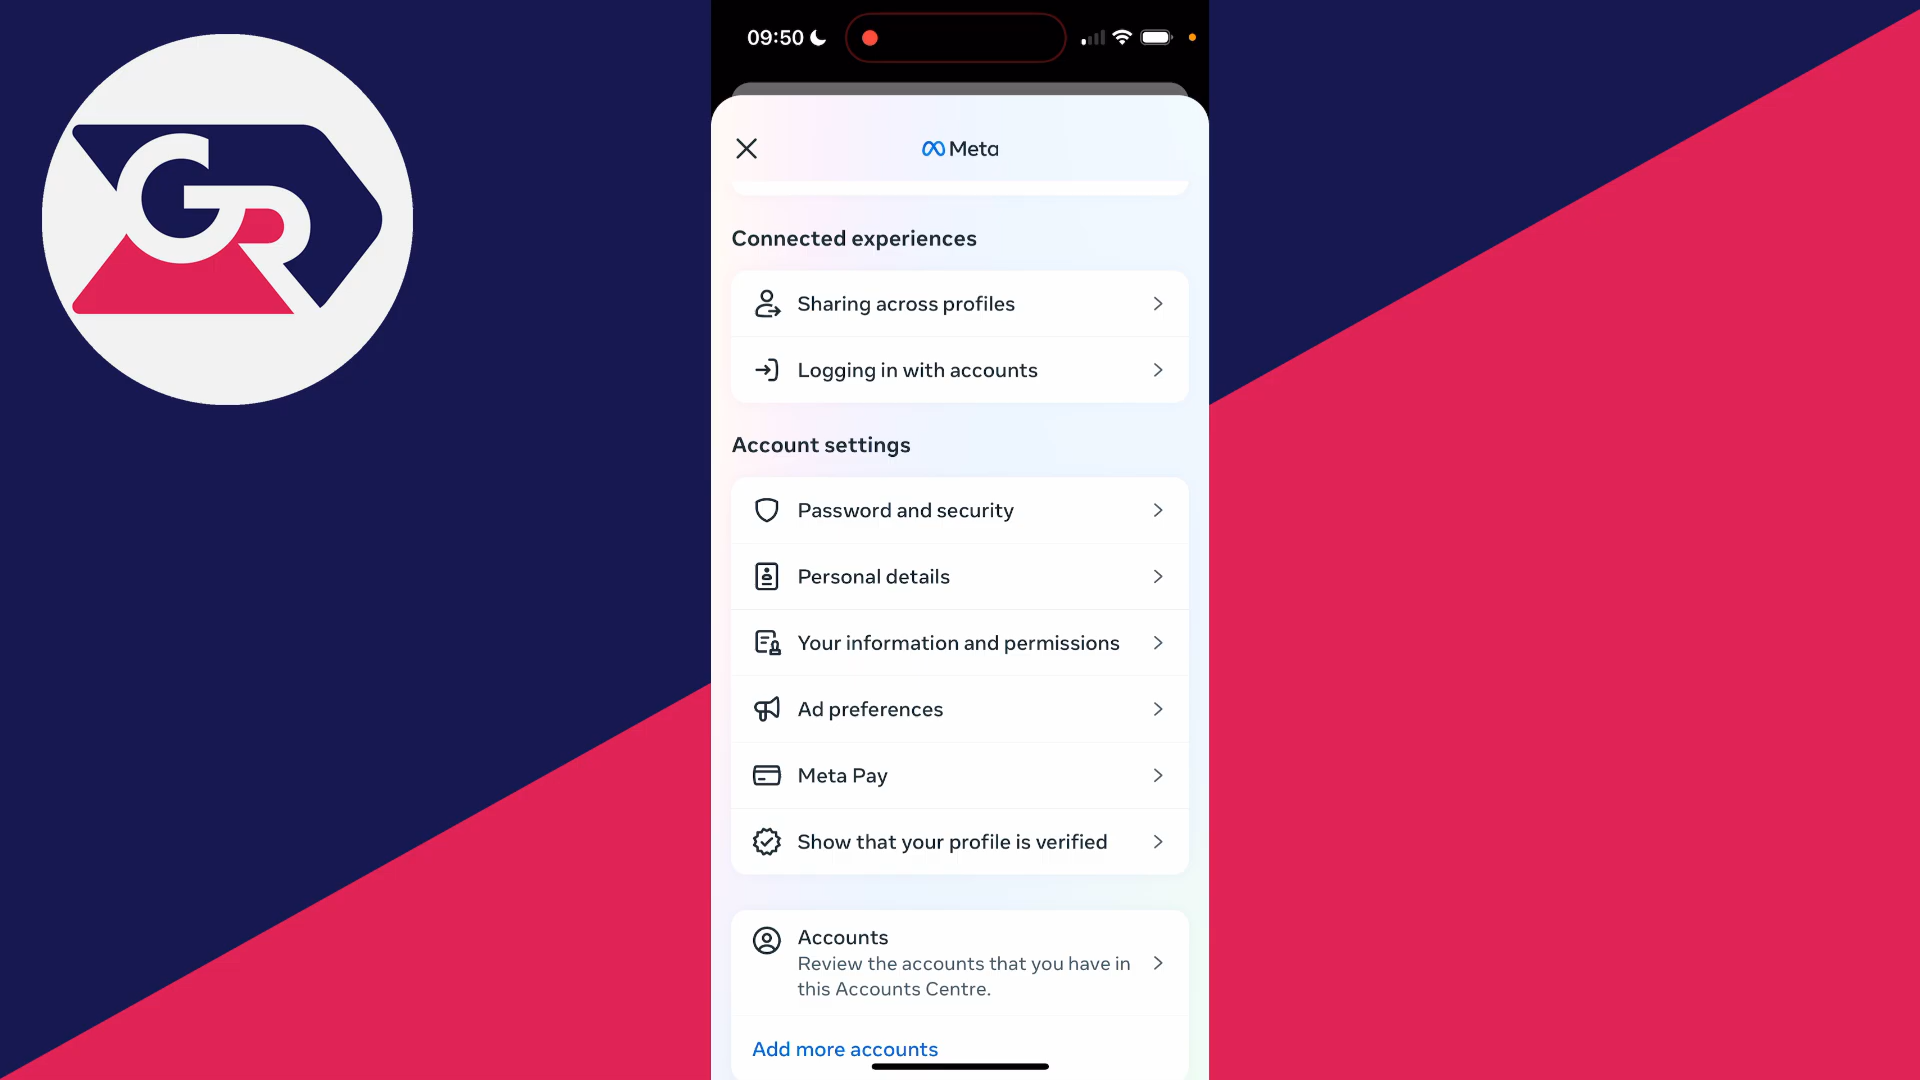 GR
09:50
Meta
Connected experiences
Sharing across profiles
Logging in with accounts
Account settings
Password and security
Personal details
Your information and permissions
Ad preferences
Meta Pay
Show that your profile is verified
Accounts
Review the accounts that you have in
this Accounts Centre.
Add more accounts